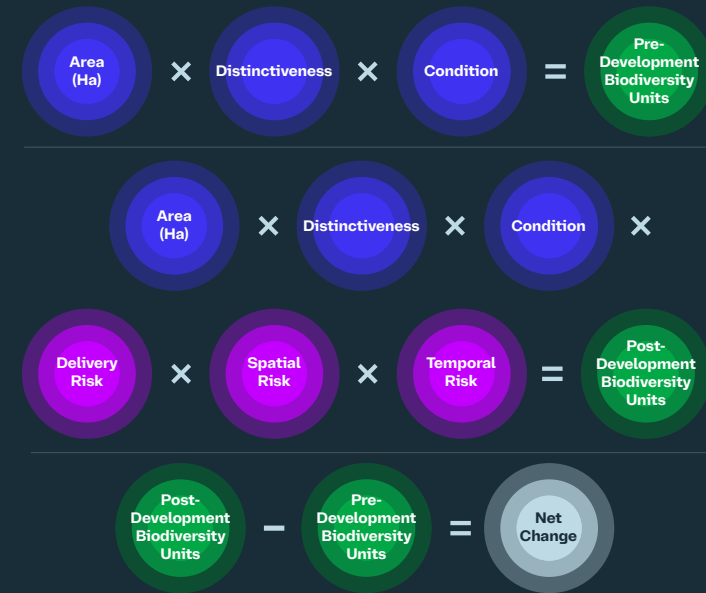 Area
(Ha)
×
Distinctiveness
×
Condition
=
Pre-
Development
Biodiversity
Units
Area
(Ha)
×
Distinctiveness
×
Condition
×
Delivery
Risk
×
Spatial
Risk
×
Temporal
Risk
=
Post-
Development
Biodiversity
Units
Post-
Development
Biodiversity
Units
–
Pre-
Development
Biodiversity
Units
=
Net
Change